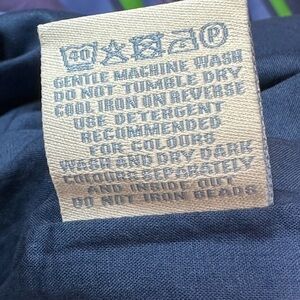 40 P
GENTLE MACHINE WASH
DO NOT TUMBLE DRY
COOL IRON ON REVERSE
USE DETERGENT
RECOMMENDED
FOR COLOURS
WASH AND DRY DARK
COLOURS SEPARATELY
AND INSIDE OUT
DO NOT IRON BEADS